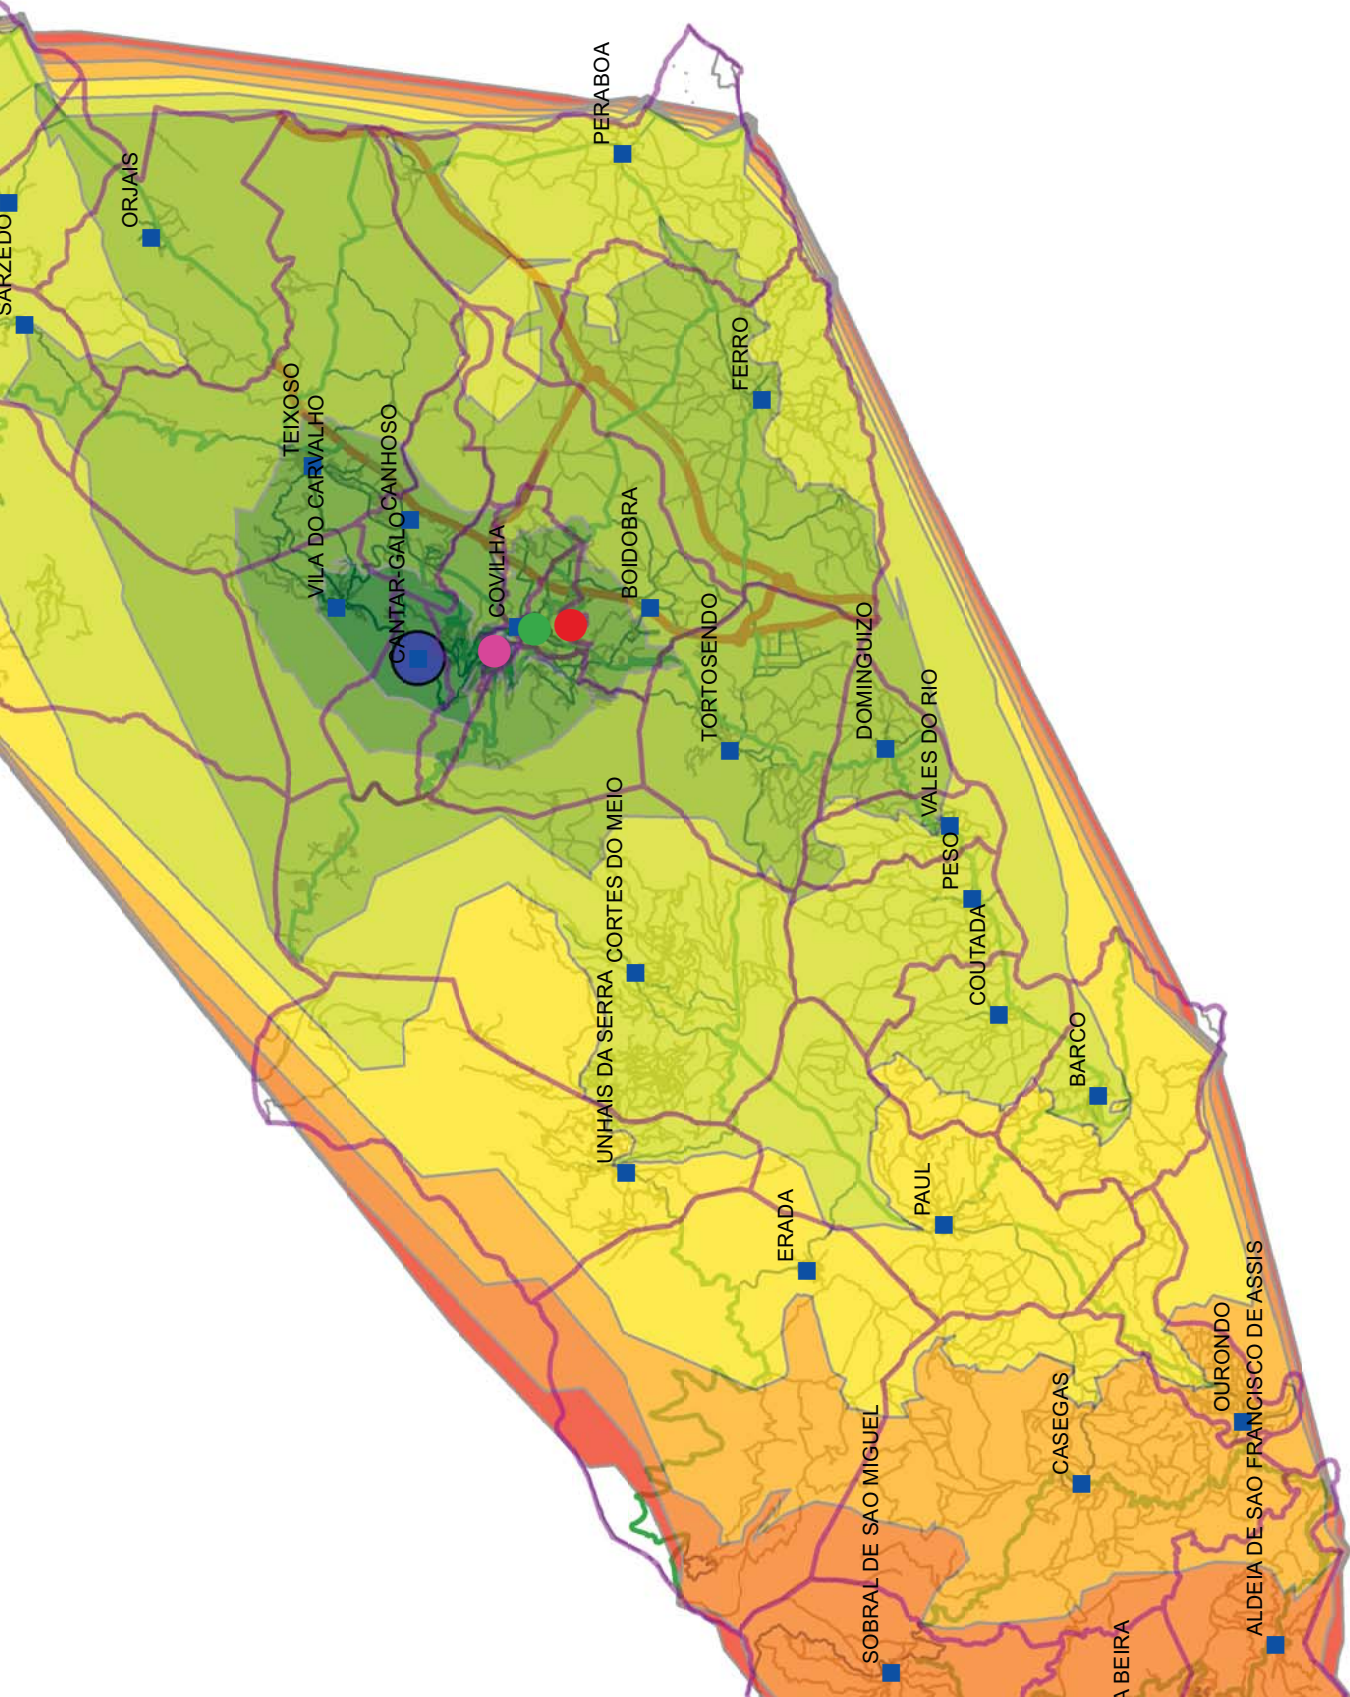 SARZEDO
ORJAIS
PERABOA
TEIXOSO
VILA DO CARVALHO
CANHOSO
CANTAR-GALO
COVILHA
BOIDOBRA
FERRO
TORTOSENDO
DOMINGUIZO
VALES DO RIO
PESO
COUTADA
BARCO
CORTES DO MEIO
UNHAIS DA SERRA
ERADA
PAUL
OURONDO
CASEGAS
SOBRAL DE SAO MIGUEL
ALDEIA DE SAO FRANCISCO DE ASSIS
A BEIRA